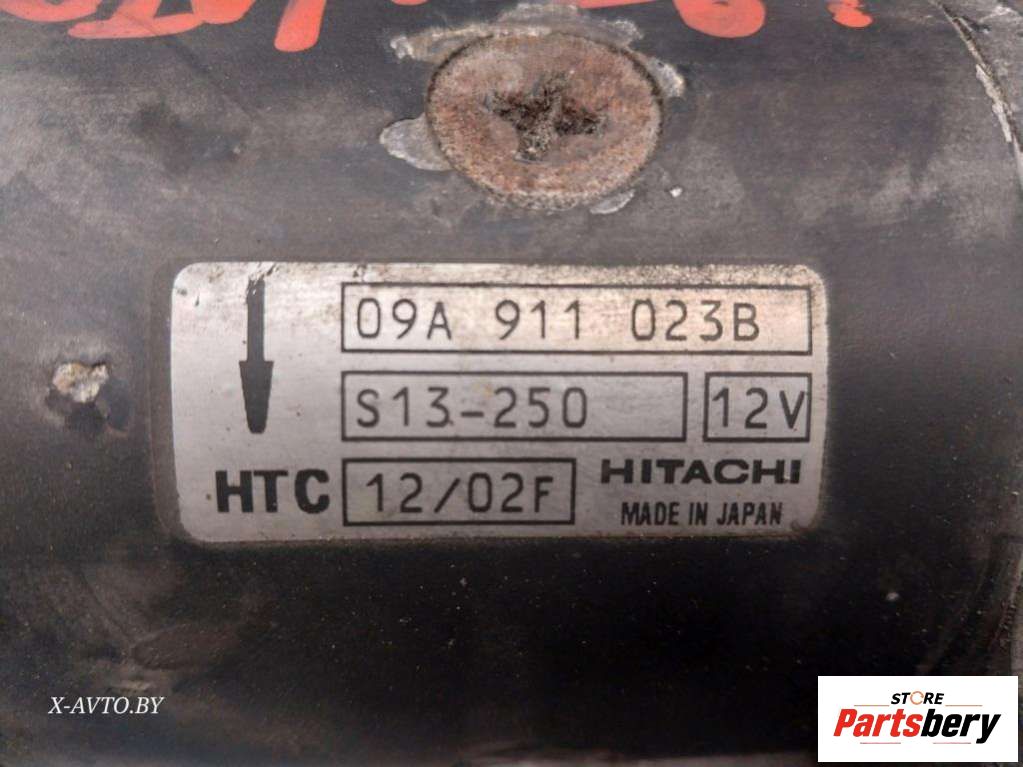 09A 911 023B
S13-250 12V
HTC 12/02F HITACHI
MADE IN JAPAN
X-AVTO.BY
STORE
Partsbery